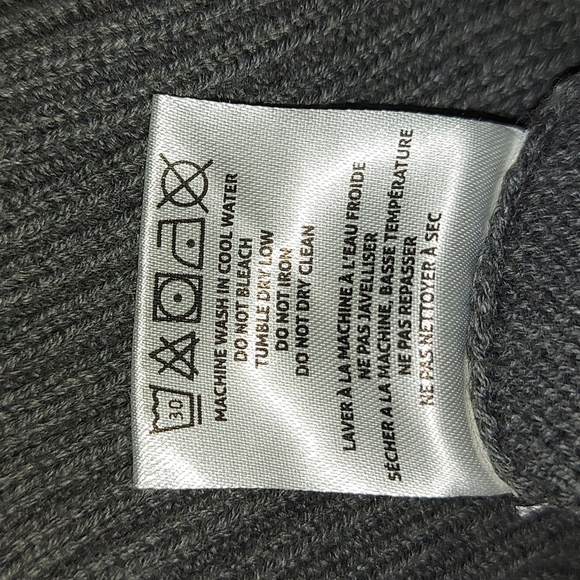 30
MACHINE WASH IN COOL WATER
DO NOT BLEACH
TUMBLE DRY LOW
DO NOT IRON
DO NOT DRY CLEAN
LAVER À LA MACHINE À L'EAU FROIDE
NE PAS JAVELLISER
SÉCHER A LA MACHINE, BASSE TEMPÉRATURE
NE PAS REPASSER
NE PAS NETTOYER À SEC